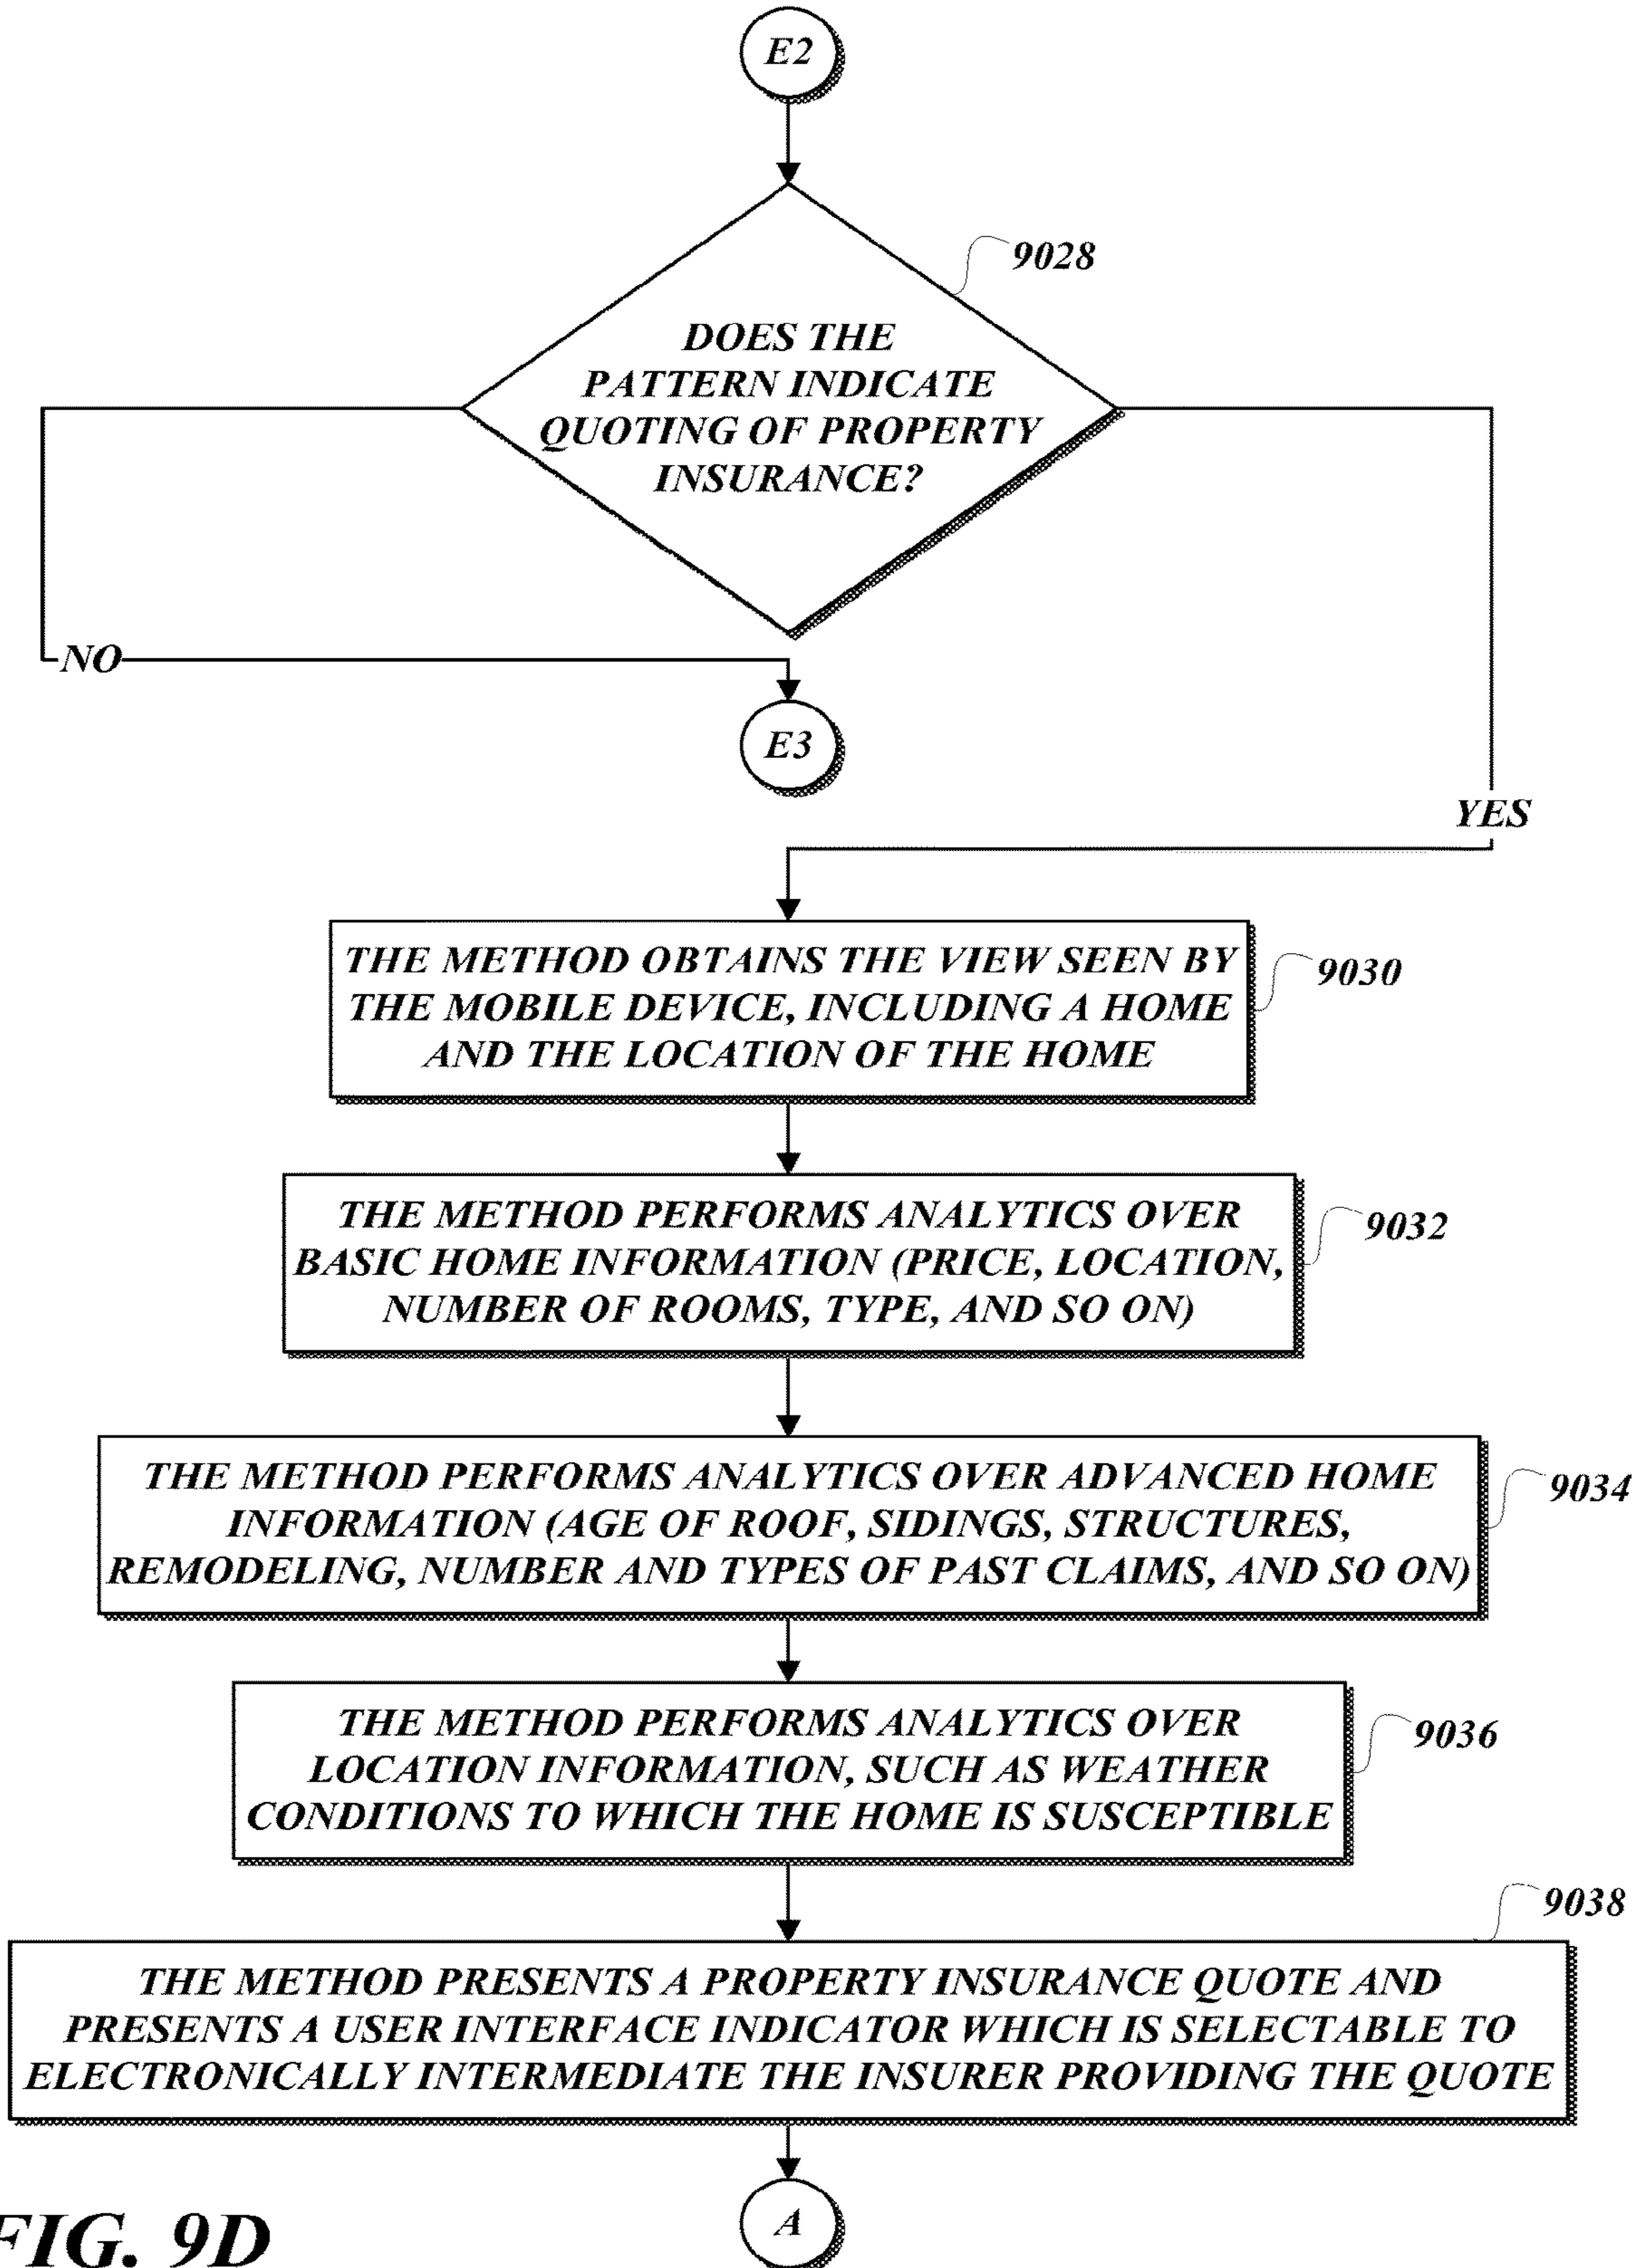 E2
9028
DOES THE
PATTERN INDICATE
QUOTING OF PROPERTY
INSURANCE?
NO
E3
YES
THE METHOD OBTAINS THE VIEW SEEN BY
THE MOBILE DEVICE, INCLUDING A HOME
AND THE LOCATION OF THE HOME
9030
THE METHOD PERFORMS ANALYTICS OVER
BASIC HOME INFORMATION (PRICE, LOCATION,
NUMBER OF ROOMS, TYPE, AND SO ON)
9032
THE METHOD PERFORMS ANALYTICS OVER ADVANCED HOME
INFORMATION (AGE OF ROOF, SIDINGS, STRUCTURES,
REMODELING, NUMBER AND TYPES OF PAST CLAIMS, AND SO ON)
9034
THE METHOD PERFORMS ANALYTICS OVER
LOCATION INFORMATION, SUCH AS WEATHER
CONDITIONS TO WHICH THE HOME IS SUSCEPTIBLE
9036
9038
THE METHOD PRESENTS A PROPERTY INSURANCE QUOTE AND
PRESENTS A USER INTERFACE INDICATOR WHICH IS SELECTABLE TO
ELECTRONICALLY INTERMEDIATE THE INSURER PROVIDING THE QUOTE
A
FIG. 9D